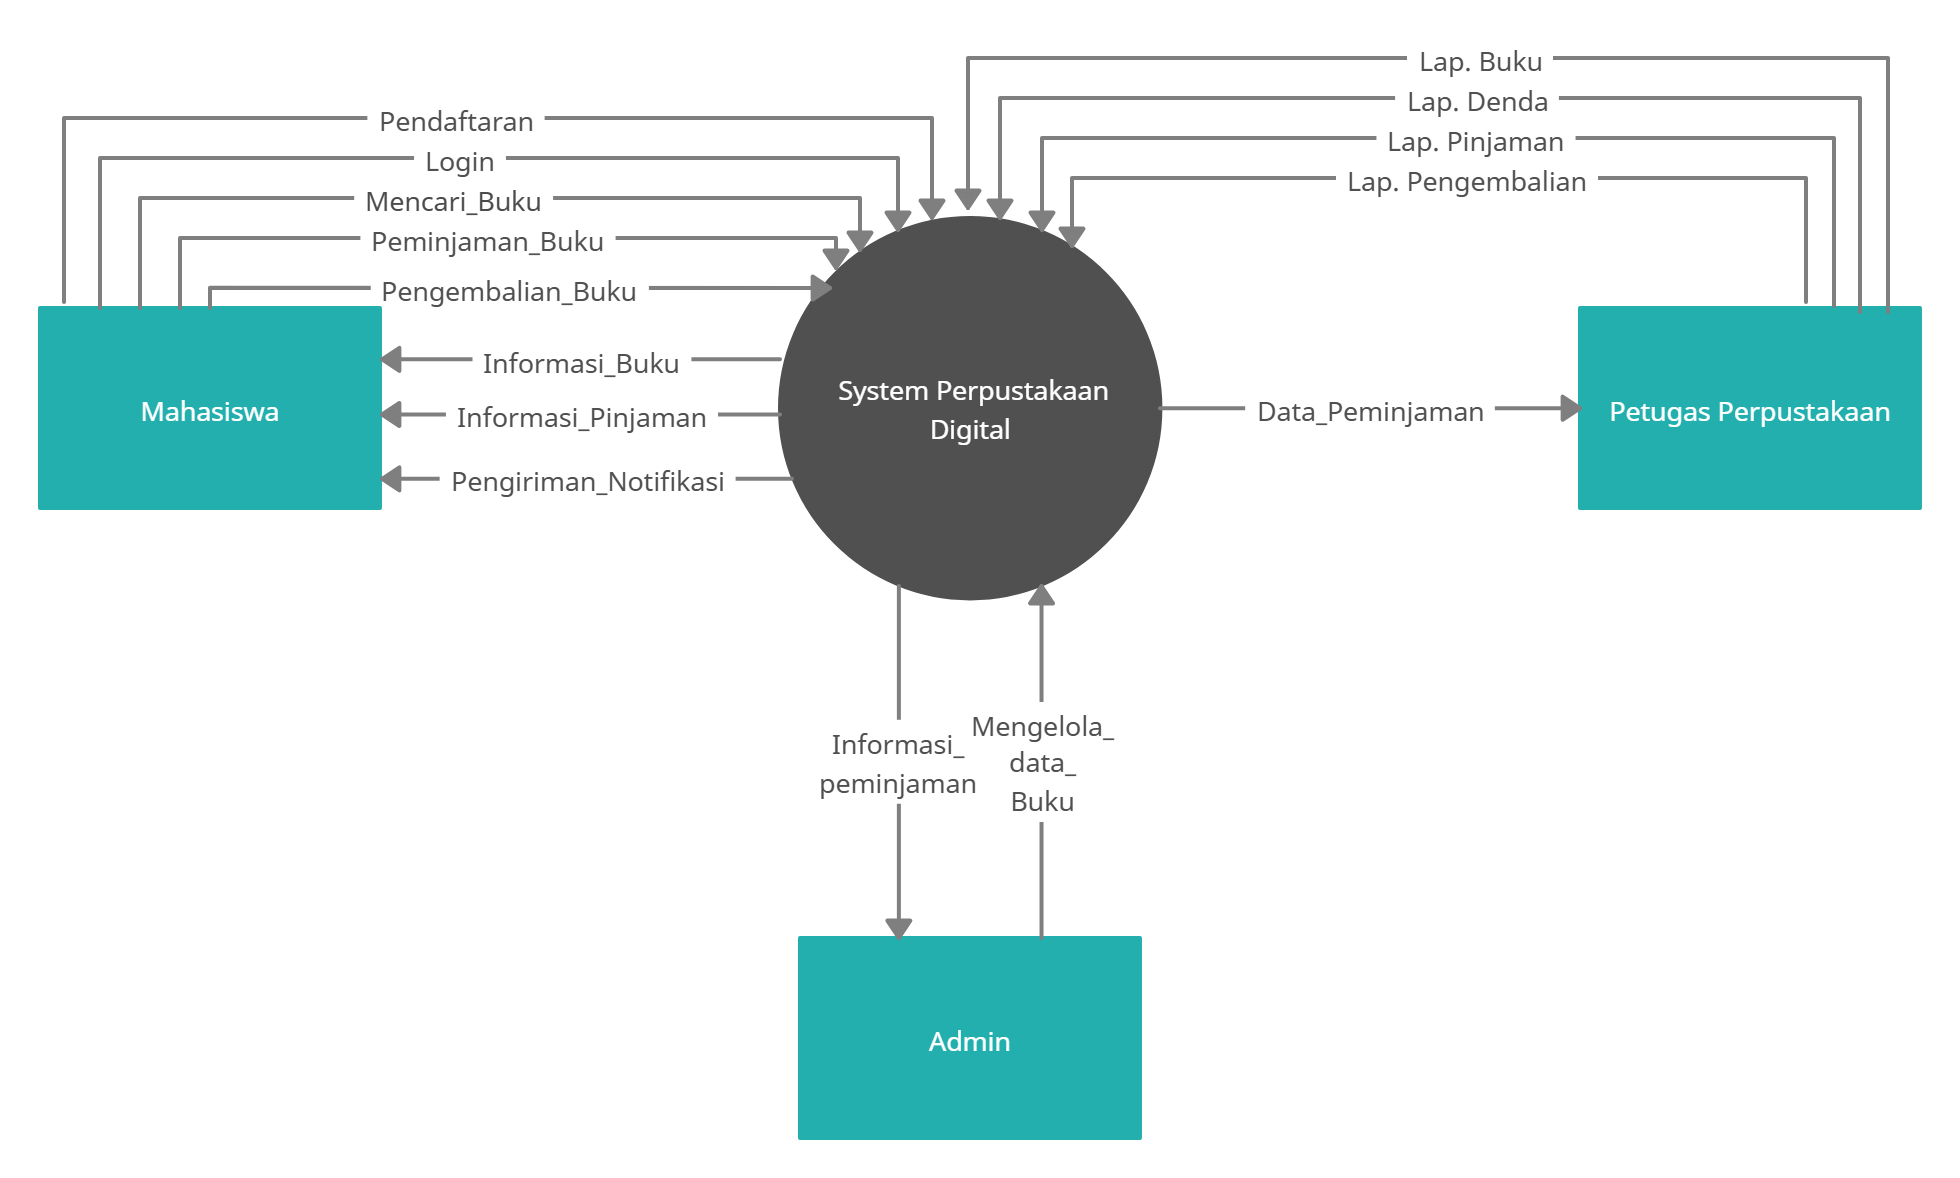 Lap. Buku
Lap. Denda
Pendaftaran
Lap. Pinjaman
Login
Lap. Pengembalian
Mencari_Buku
Peminjaman_Buku
Pengembalian_Buku
Informasi_Buku
System Perpustakaan
Digital
Mahasiswa
Informasi_Pinjaman
Data_Peminjaman
Petugas Perpustakaan
Pengiriman_Notifikasi
Informasi_
peminjaman
Mengelola_
data_
Buku
Admin